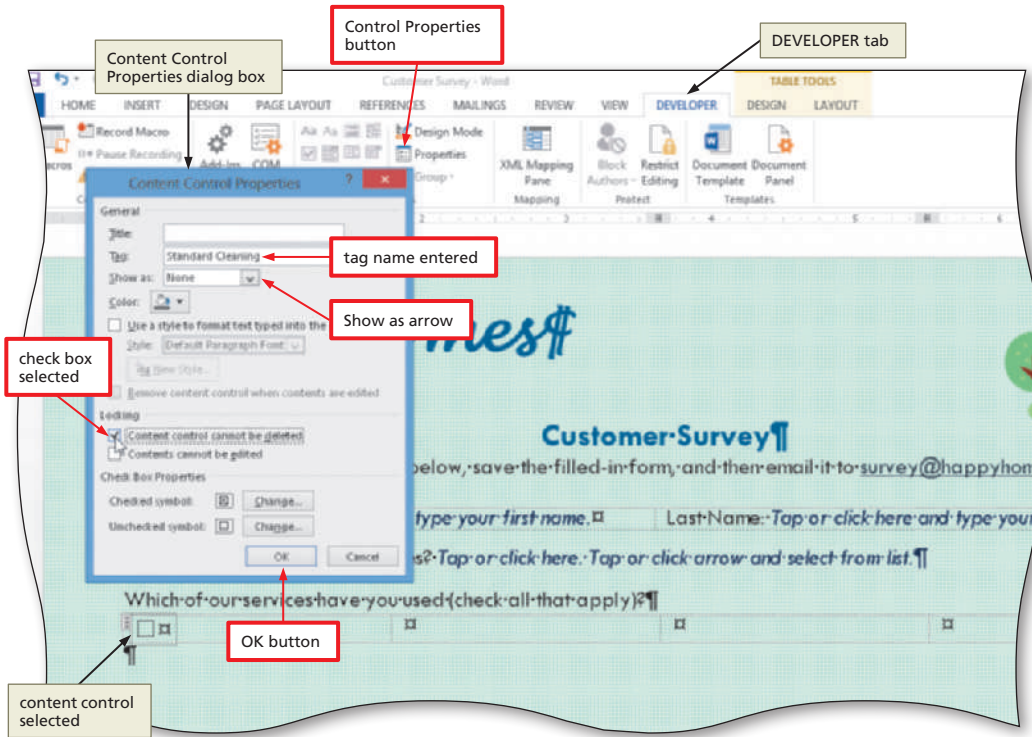 Control Properties
button
DEVELOPER tab
Content Control
Properties dialog box
Customer Survey - Word
TABLE TOOLS
HOME INSERT DESIGN PAGE LAYOUT REFERENCES MAILINGS REVIEW VIEW DEVELOPER DESIGN LAYOUT
Record Macro
Pause Recording
Add-Ins COM
Aa Aa
Design Mode
Properties
Group
XML Mapping
Pane
Mapping
Block
Authors
Restrict
Editing
Protect
Document
Template
Document
Panel
Templates
2 3 4 5 6
Content Control Properties ?
General
Title:
Tag: Standard Cleaning
tag name entered
Show as: None
Show as arrow
Color:
Use a style to format text typed into the
Style: Default Paragraph Font
New Style...
Remove content control when contents are edited
check box
selected
Locking
Content control cannot be deleted
Contents cannot be edited
Check Box Properties
Checked symbol: Change...
Unchecked symbol: Change...
OK Cancel
mes¶
Customer·Survey¶
below,·save·the·filled-in·form,·and·then·email·it·to·survey@happyhom
type·your·first·name.¤ Last·Name:·Tap·or·click·here·and·type·your
es?·Tap·or·click·here.·Tap·or·click·arrow·and·select·from·list.¶
Which·of·our·services·have·you·used·(check·all·that·apply)?¶
☐¤ ¤ ¤ ¤
¶
OK button
content control
selected